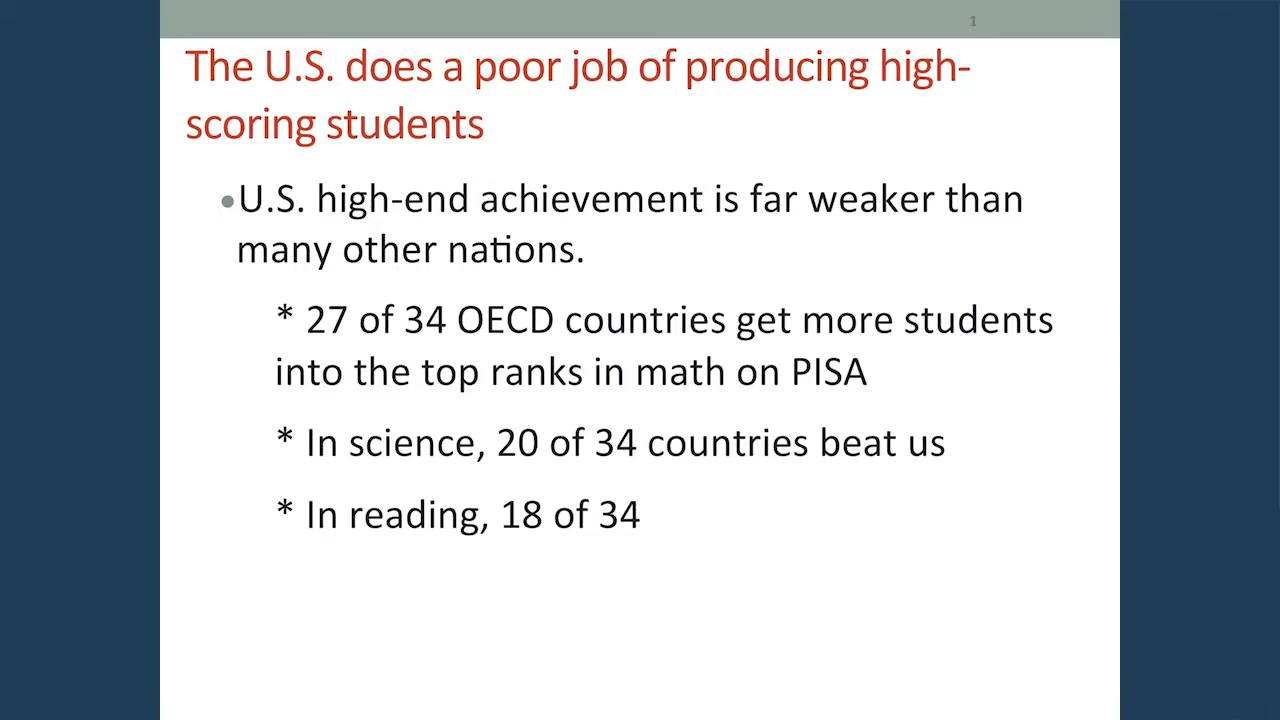 1
The U.S. does a poor job of producing high-
scoring students
•U.S. high-end achievement is far weaker than
many other nations.
* 27 of 34 OECD countries get more students
into the top ranks in math on PISA
* In science, 20 of 34 countries beat us
* In reading, 18 of 34